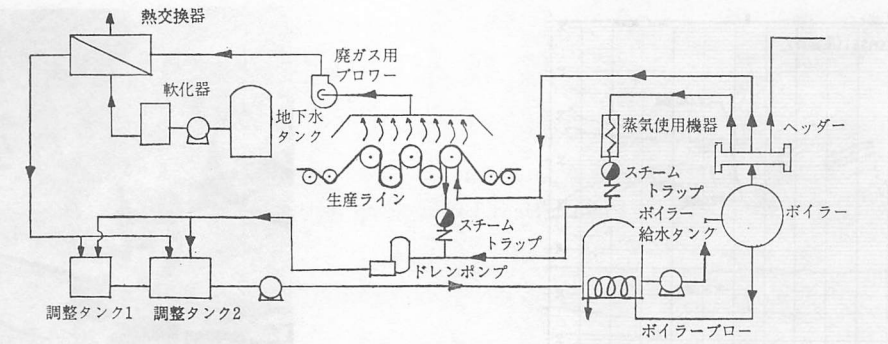 熱交換器
廃ガス用
ブロワー
軟化器
地下水
タンク
蒸気使用機器
ヘッダー
生産ライン
スチーム
トラップ
スチーム
トラップ
ボイラー
給水タンク
ボイラー
ドレンポンプ
調整タンク1
調整タンク2
ボイラーブロー